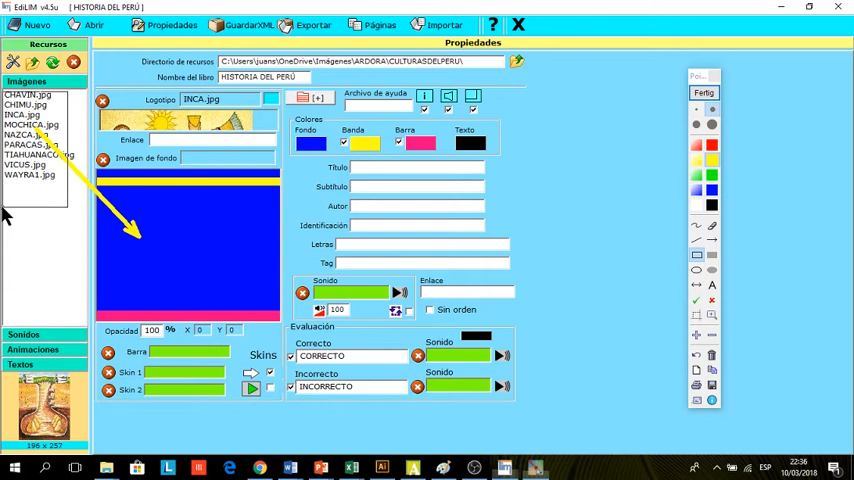 EdiLIM v4.5u [ HISTORIA DEL PERÚ ]
Nuevo Abrir Propiedades GuardarXML Exportar Páginas Importar ? X
Recursos Propiedades
Directorio de recursos C:\Users\juans\OneDrive\Imágenes\ARDORA\CULTURASDELPERU\
Nombre del libro HISTORIA DEL PERÚ
Imágenes
CHAVIN.jpg
CHIMU.jpg
INCA.jpg
MOCHICA.jpg
NAZCA.jpg
PARACAS.jpg
TIAHUANACO.jpg
VICUS.jpg
WAYRA1.jpg
Logotipo INCA.jpg
Enlace
Imagen de fondo
[+] Archivo de ayuda
Colores
Fondo Banda Barra Texto
Título
Subtítulo
Autor
Identificación
Letras
Tag
Sonido Enlace
100 Sin orden
Opacidad 100 % X 0 Y 0
Barra Skins
Skin 1
Skin 2
Evaluación
Correcto Sonido
CORRECTO
Incorrecto Sonido
INCORRECTO
Sonidos
Animaciones
Textos
196 x 257
Poi...
Fertig
A
ESP 22:36
10/03/2018